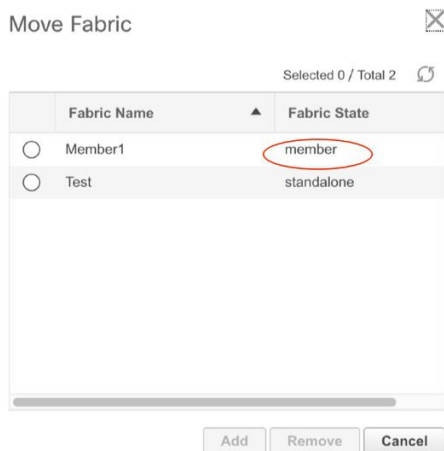 Move Fabric
Selected 0 / Total 2
Fabric Name Fabric State
Member1 member
Test standalone
Add Remove Cancel